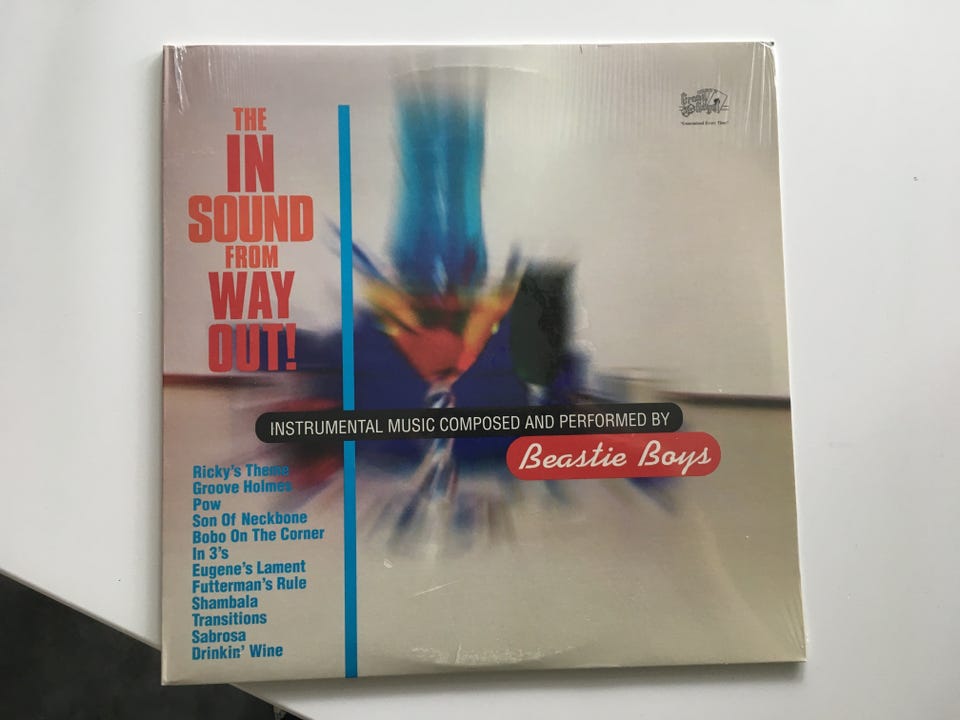 THE
IN
SOUND
FROM
WAY
OUT!
INSTRUMENTAL MUSIC COMPOSED AND PERFORMED BY
Beastie Boys
Ricky's Theme
Groove Holmes
Pow
Son Of Neckbone
Bobo On The Corner
In 3's
Eugene's Lament
Futterman's Rule
Shambala
Transitions
Sabrosa
Drinkin' Wine